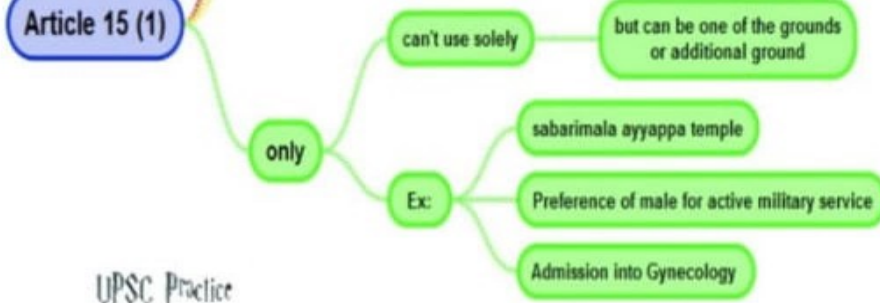 Article 15 (1)
only
can't use solely
but can be one of the grounds
or additional ground
Ex:
sabarimala ayyappa temple
Preference of male for active military service
Admission into Gynecology
UPSC Practice